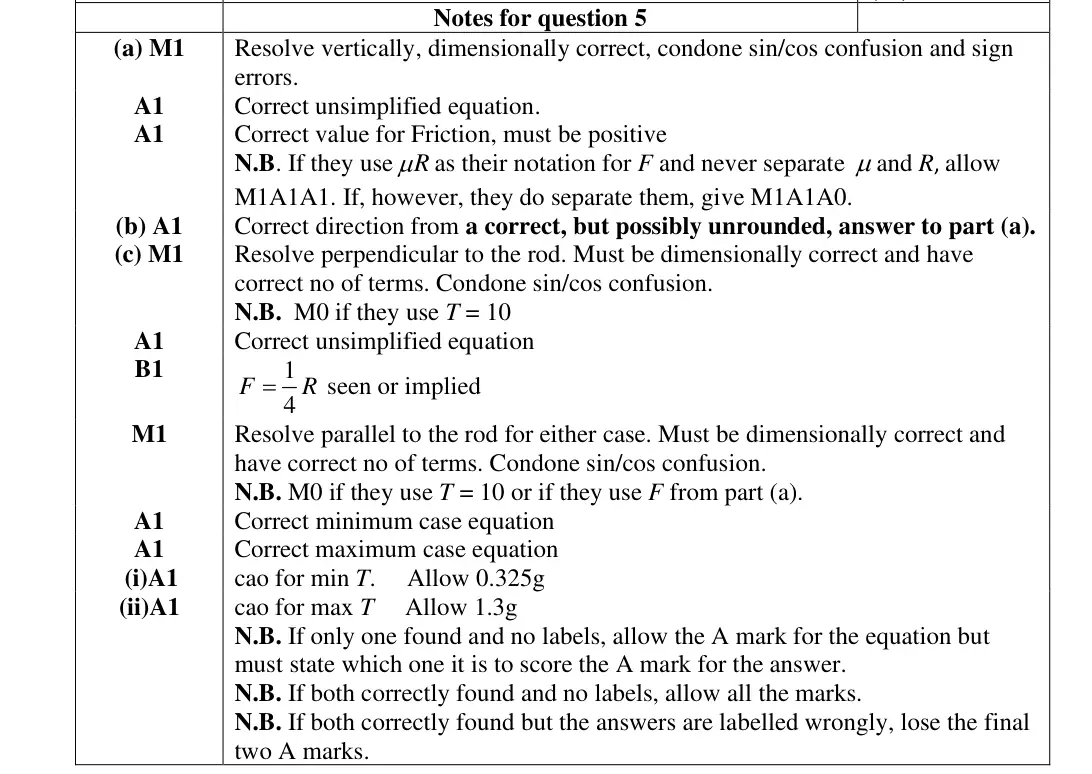 Notes for question 5
(a) M1 Resolve vertically, dimensionally correct, condone sin/cos confusion and sign
errors.
A1 Correct unsimplified equation.
A1 Correct value for Friction, must be positive
N.B. If they use μR as their notation for F and never separate μ and R, allow
M1A1A1. If, however, they do separate them, give M1A1A0.
(b) A1 Correct direction from a correct, but possibly unrounded, answer to part (a).
(c) M1 Resolve perpendicular to the rod. Must be dimensionally correct and have
correct no of terms. Condone sin/cos confusion.
N.B. M0 if they use T = 10
A1 Correct unsimplified equation
B1 F = 1/4 R seen or implied
M1 Resolve parallel to the rod for either case. Must be dimensionally correct and
have correct no of terms. Condone sin/cos confusion.
N.B. M0 if they use T = 10 or if they use F from part (a).
A1 Correct minimum case equation
A1 Correct maximum case equation
(i)A1 cao for min T. Allow 0.325g
(ii)A1 cao for max T Allow 1.3g
N.B. If only one found and no labels, allow the A mark for the equation but
must state which one it is to score the A mark for the answer.
N.B. If both correctly found and no labels, allow all the marks.
N.B. If both correctly found but the answers are labelled wrongly, lose the final
two A marks.